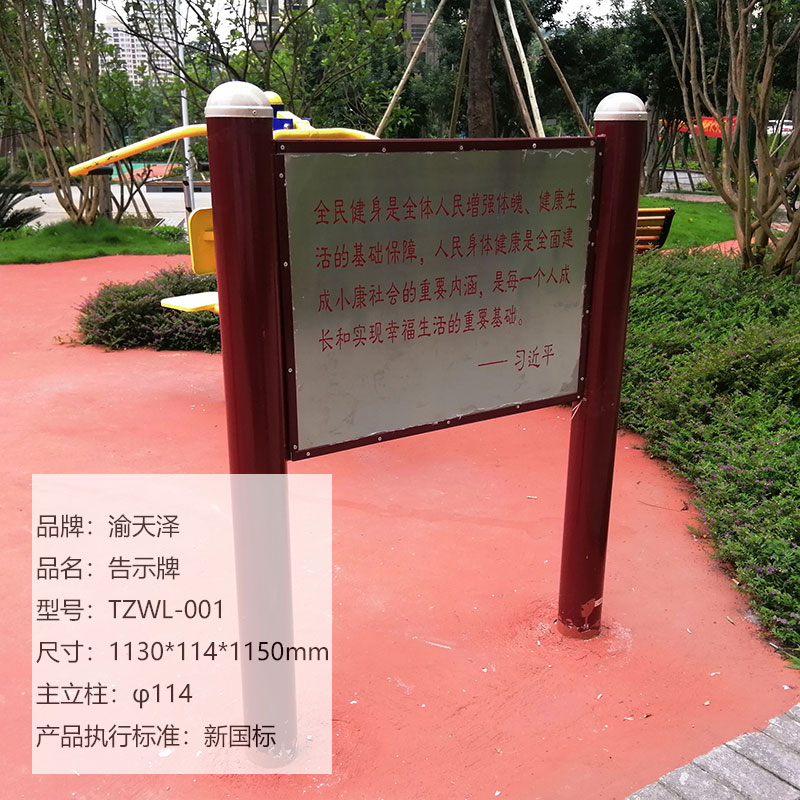 全民健身是全体人民增强体魄、健康生
活的基础保障，人民身体健康是全面建
成小康社会的重要内涵，是每一个人成
长和实现幸福生活的重要基础。
——习近平
品牌：渝天泽
品名：告示牌
型号：TZWL-001
尺寸：1130*114*1150mm
主立柱：φ114
产品执行标准：新国标